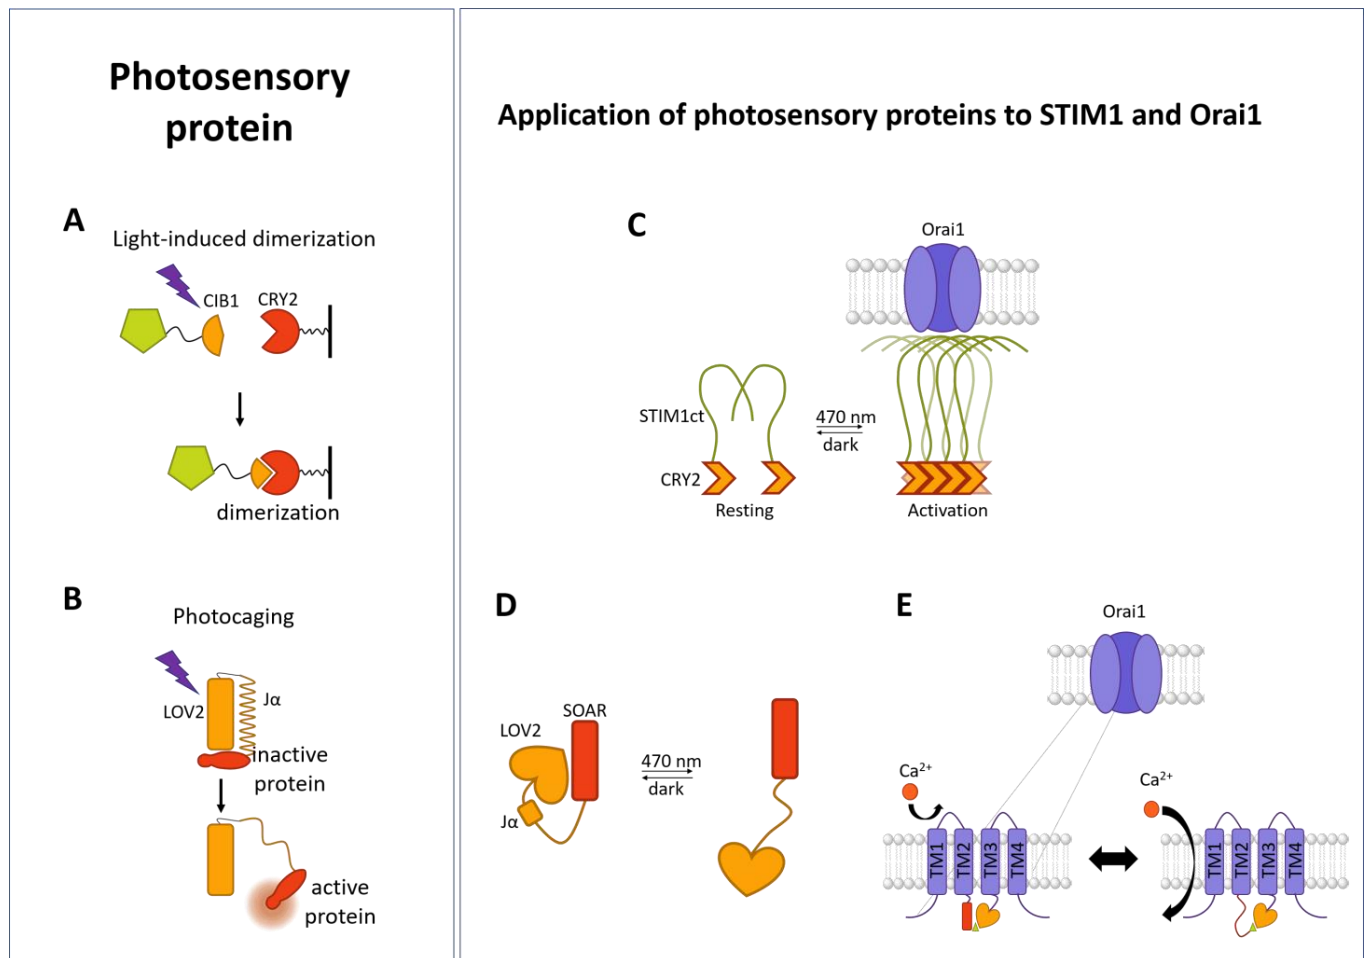 Photosensory
protein
Application of photosensory proteins to STIM1 and Orai1
A
Light-induced dimerization
CIB1
CRY2
dimerization
B
Photocaging
LOV2
Jα
inactive
protein
active
protein
C
Orai1
STIM1ct
470 nm
dark
CRY2
Resting
Activation
D
LOV2
SOAR
Jα
470 nm
dark
E
Orai1
Ca²⁺
TM1
TM2
TM3
TM4
Ca²⁺
TM1
TM2
TM3
TM4